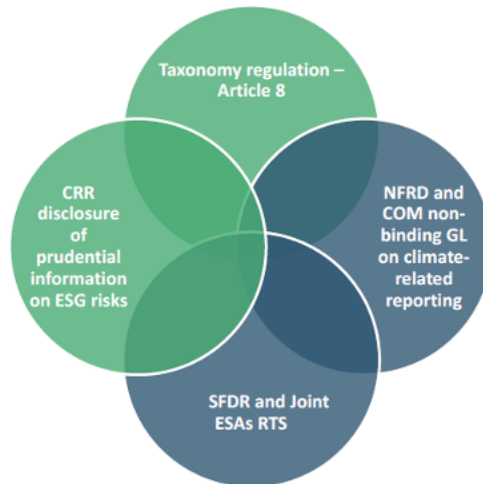 Taxonomy regulation –
Article 8
CRR
disclosure
of
prudential
information
on ESG risks
NFRD and
COM non-
binding GL
on climate-
related
reporting
SFDR and Joint
ESAs RTS